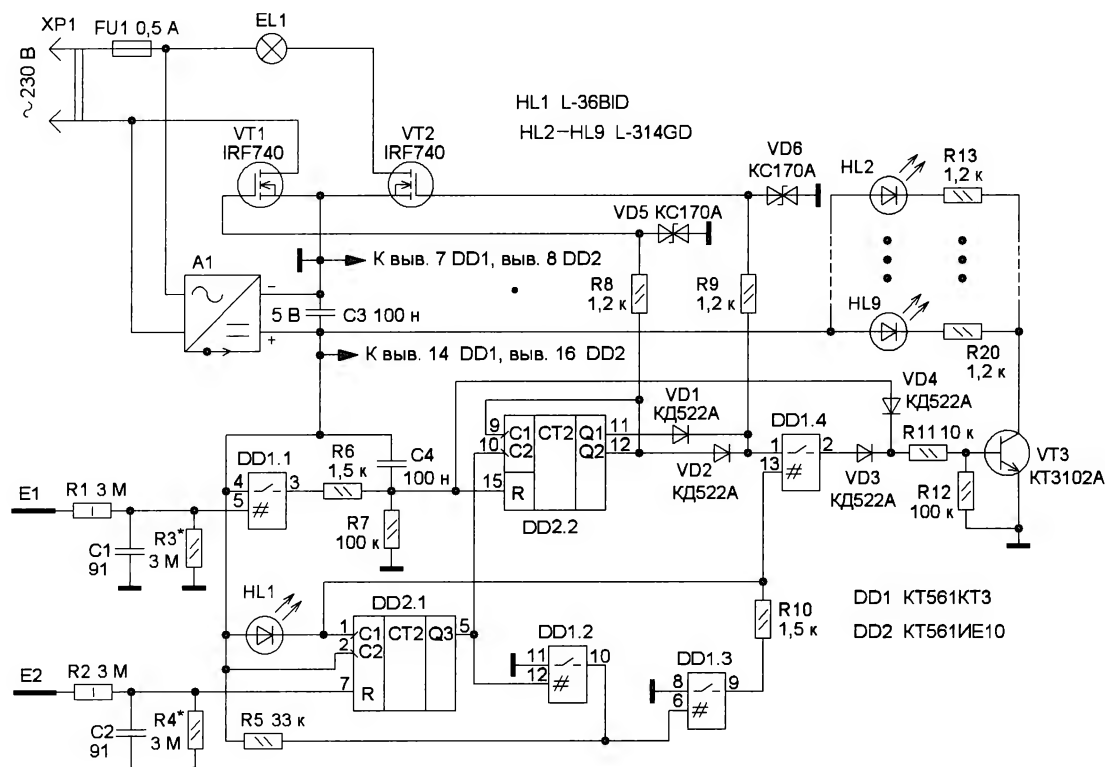 XP1
FU1 0,5 А
EL1
~230 В
HL1 L-36BID
HL2–HL9 L-314GD
VT1
IRF740
VT2
IRF740
VD6
КС170А
HL2
R13
1,2 к
VD5 КС170А
К выв. 7 DD1, выв. 8 DD2
A1
–
5 В
+
C3 100 н
R8
1,2 к
R9
1,2 к
HL9
R20
1,2 к
К выв. 14 DD1, выв. 16 DD2
VD4
КД522А
VD1
КД522А
9
10
15
C1
C2
R
CT2
Q1
Q2
11
12
DD2.2
VD2
КД522А
DD1.4
1
13
#
2
VD3
КД522А
R11 10 к
R12
100 к
VT3
КТ3102А
DD1.1
4
5
#
3
R6
1,5 к
C4
100 н
R7
100 к
E1
R1 3 М
C1
91
R3*
3 М
HL1
DD2.1
1
2
7
C1
C2
R
CT2
Q3
5
DD1.2
11
12
#
10
R10
1,5 к
DD1.3
8
6
#
9
DD1 КТ561КТ3
DD2 КТ561ИЕ10
E2
R2 3 М
C2
91
R4*
3 М
R5 33 к